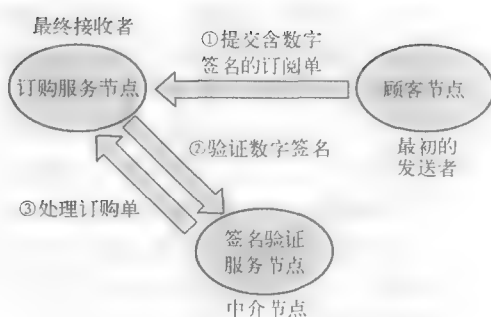 最终接收者
①提交含数字
签名的订阅单
订购服务节点
顾客节点
最初的
发送者
②验证数字签名
③处理订购单
签名验证
服务节点
中介节点